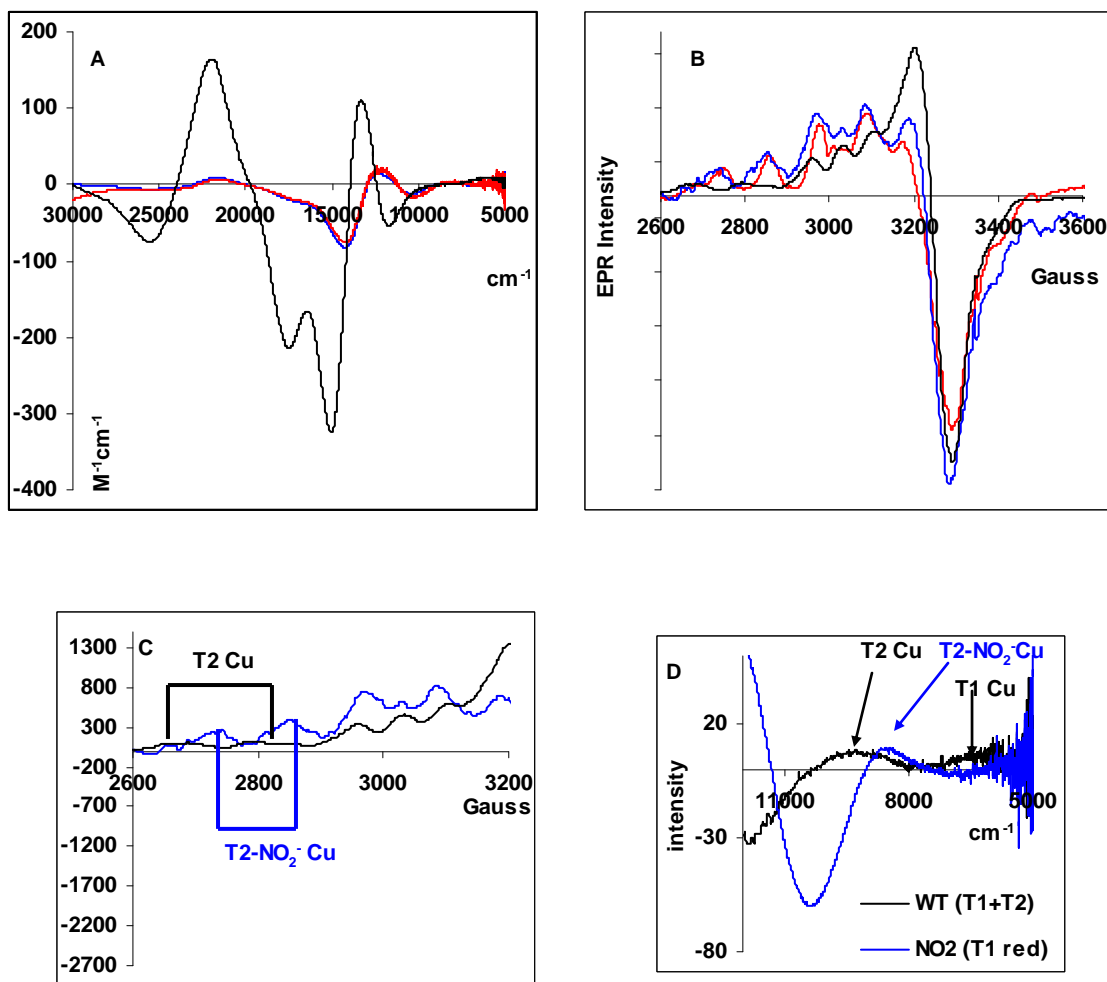 A
200
100
0
-100
-200
-300
-400
30000 25000 20000 15000 10000 5000
cm-1
M-1cm-1
B
EPR Intensity
2600 2800 3000 3200 3400 3600
Gauss
C
1300
800
300
-200
-700
-1200
-1700
-2200
-2700
T2 Cu
2600 2800 3000 3200
Gauss
T2-NO2- Cu
D
T2 Cu
T2-NO2-Cu
T1 Cu
20
-30
-80
intensity
11000 8000 5000
cm-1
WT (T1+T2)
NO2 (T1 red)